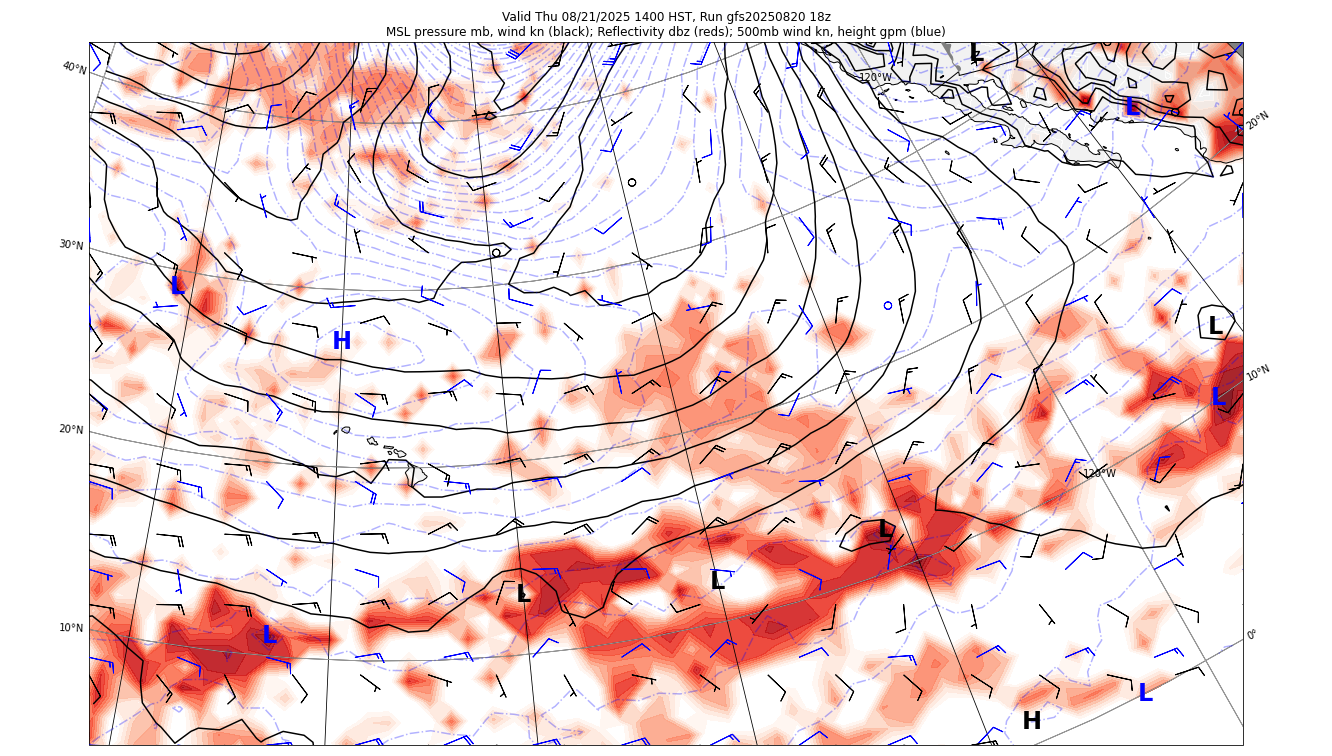 Valid Thu 08/21/2025 1400 HST, Run gfs20250820 18z
MSL pressure mb, wind kn (black); Reflectivity dbz (reds); 500mb wind kn, height gpm (blue)
L
40°N
120°W
L
20°N
30°N
L
H
L
10°N
L
20°N
120°W
L
L
L
10°N
L
0°
L
H